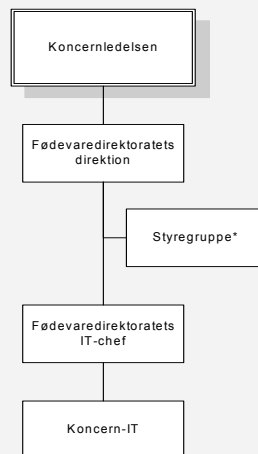 Koncernledelsen
Fødevaredirektoratets
direktion
Styregruppe*
Fødevaredirektoratets
IT-chef
Koncern-IT